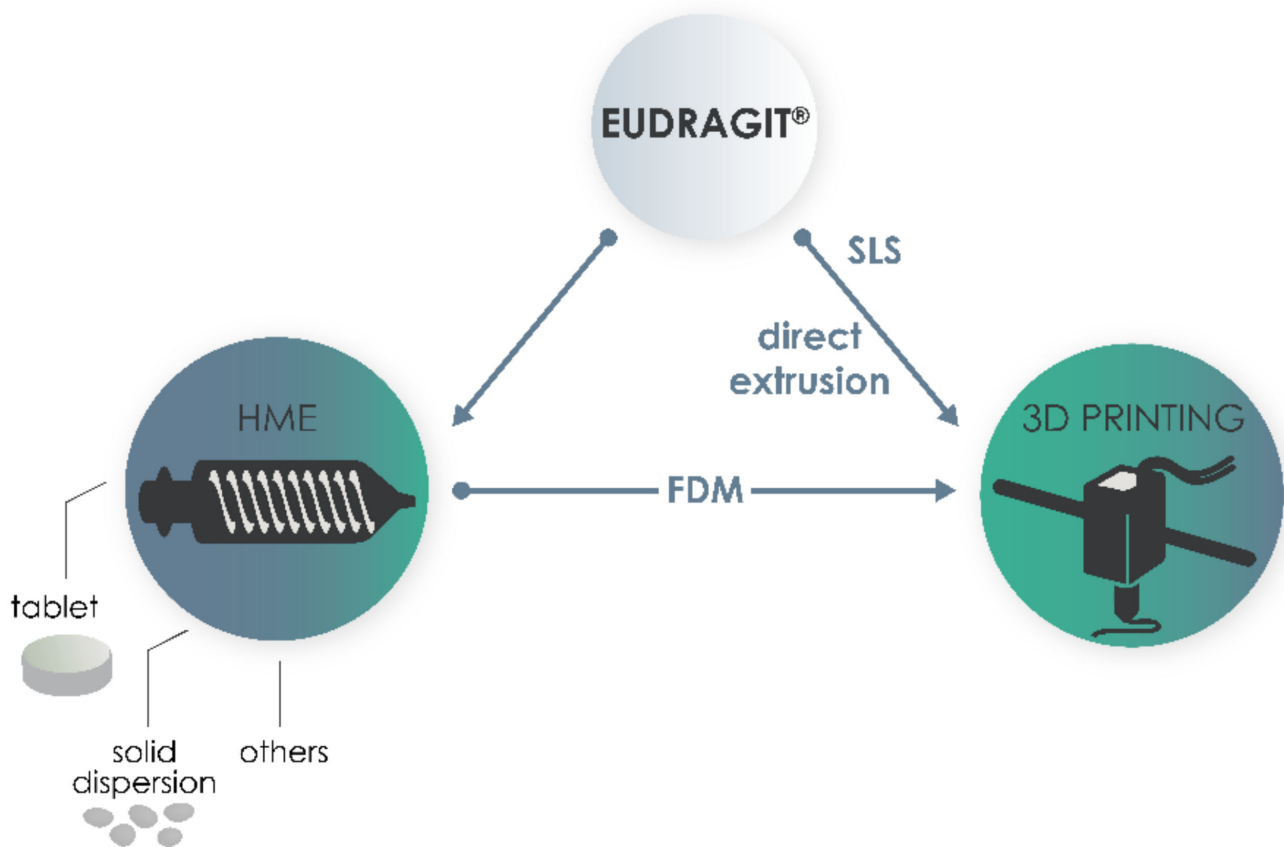 EUDRAGIT®
SLS
direct
extrusion
HME
3D PRINTING
FDM
tablet
solid
dispersion
others